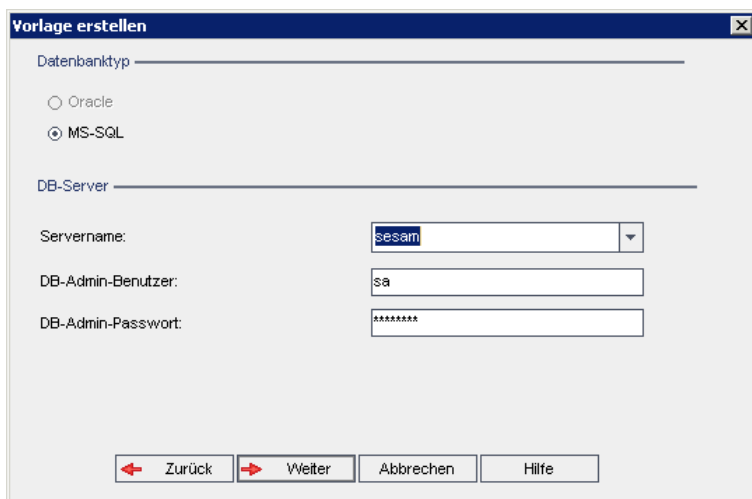 Vorlage erstellen
Datenbanktyp
Oracle
MS-SQL
DB-Server
Servername: sesam
DB-Admin-Benutzer: sa
DB-Admin-Passwort: ********
Zurück Weiter Abbrechen Hilfe